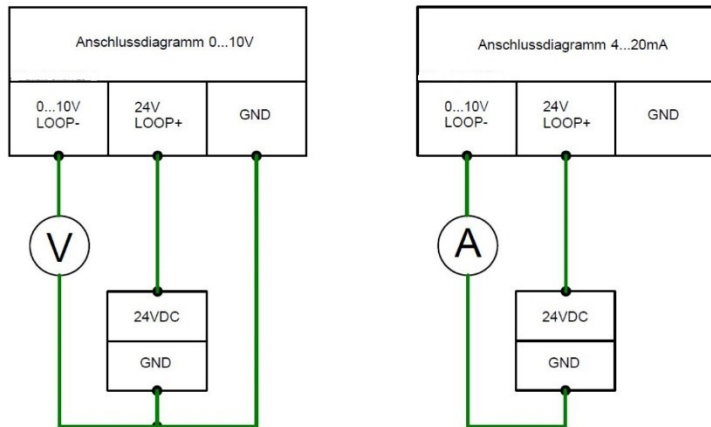 Anschlussdiagramm 0...10V
0...10V
LOOP-
24V
LOOP+
GND
V
24VDC
GND
Anschlussdiagramm 4...20mA
0...10V
LOOP-
24V
LOOP+
GND
A
24VDC
GND